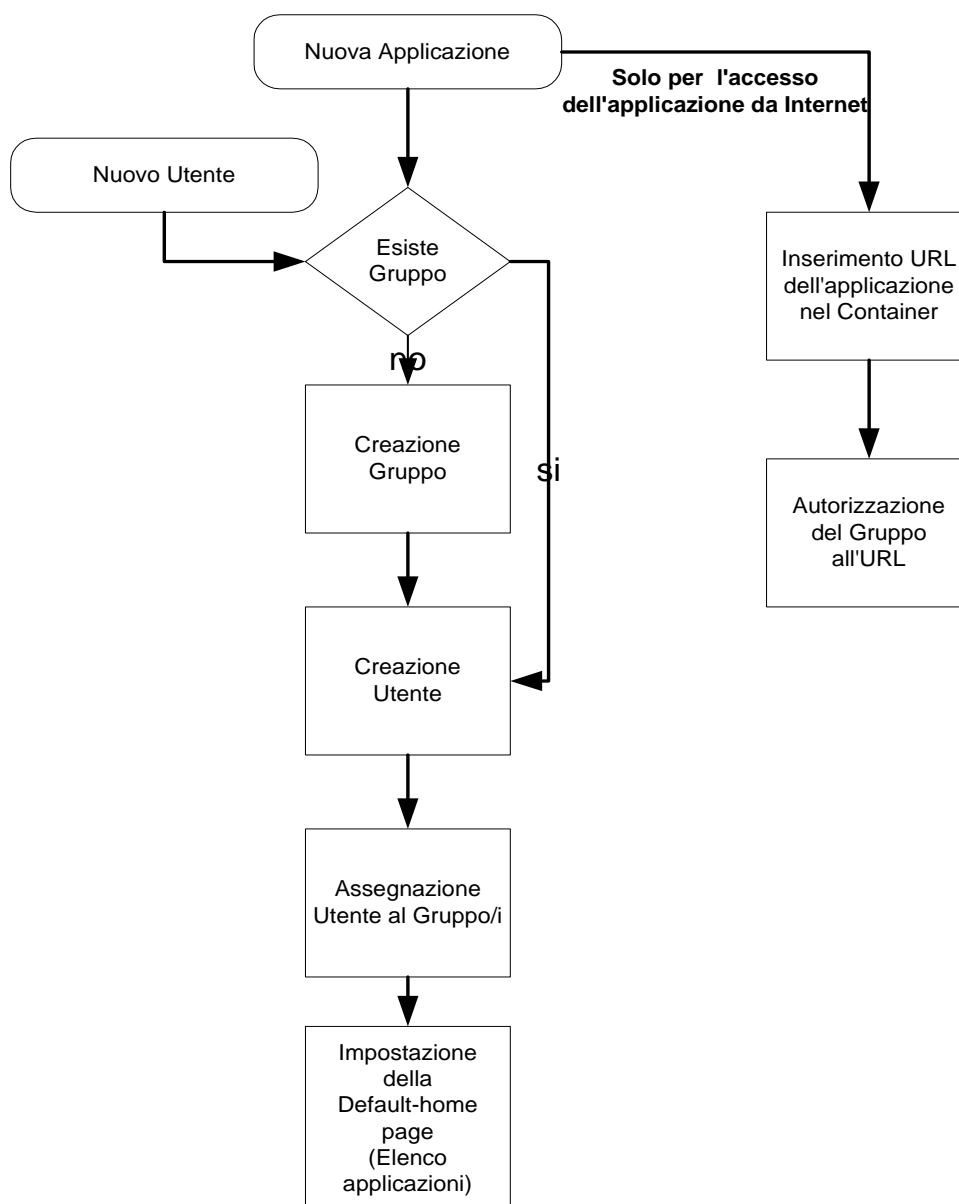 Nuova Applicazione
Solo per l'accesso
dell'applicazione da Internet
Nuovo Utente
Esiste
Gruppo
Inserimento URL
dell'applicazione
nel Container
no
Creazione
Gruppo
si
Autorizzazione
del Gruppo
all'URL
Creazione
Utente
Assegnazione
Utente al Gruppo/i
Impostazione
della
Default-home
page
(Elenco
applicazioni)